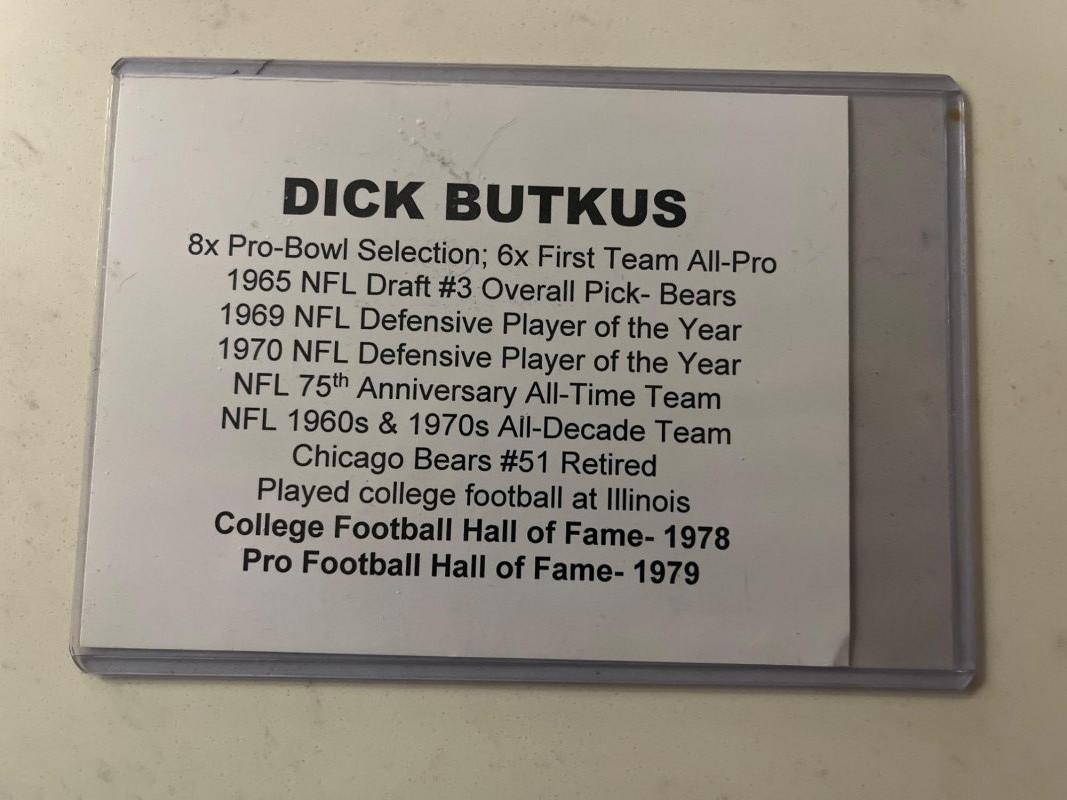 DICK BUTKUS
8x Pro-Bowl Selection; 6x First Team All-Pro
1965 NFL Draft #3 Overall Pick- Bears
1969 NFL Defensive Player of the Year
1970 NFL Defensive Player of the Year
NFL 75th Anniversary All-Time Team
NFL 1960s & 1970s All-Decade Team
Chicago Bears #51 Retired
Played college football at Illinois
College Football Hall of Fame- 1978
Pro Football Hall of Fame- 1979